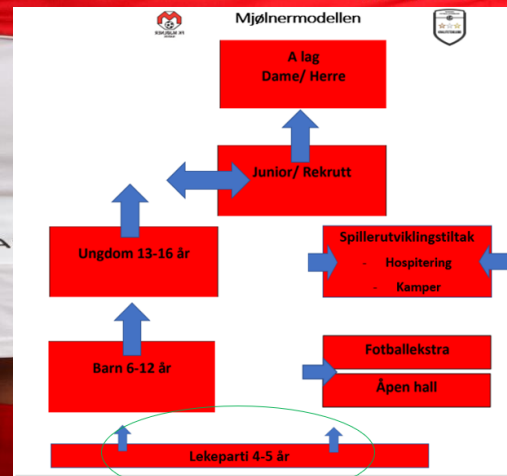 Mjølnermodellen
A lag
Dame/ Herre
Junior/ Rekrutt
Ungdom 13-16 år
Spillerutviklingstiltak
- Hospitering
- Kamper
Barn 6-12 år
Fotballekstra
Åpen hall
Lekeparti 4-5 år